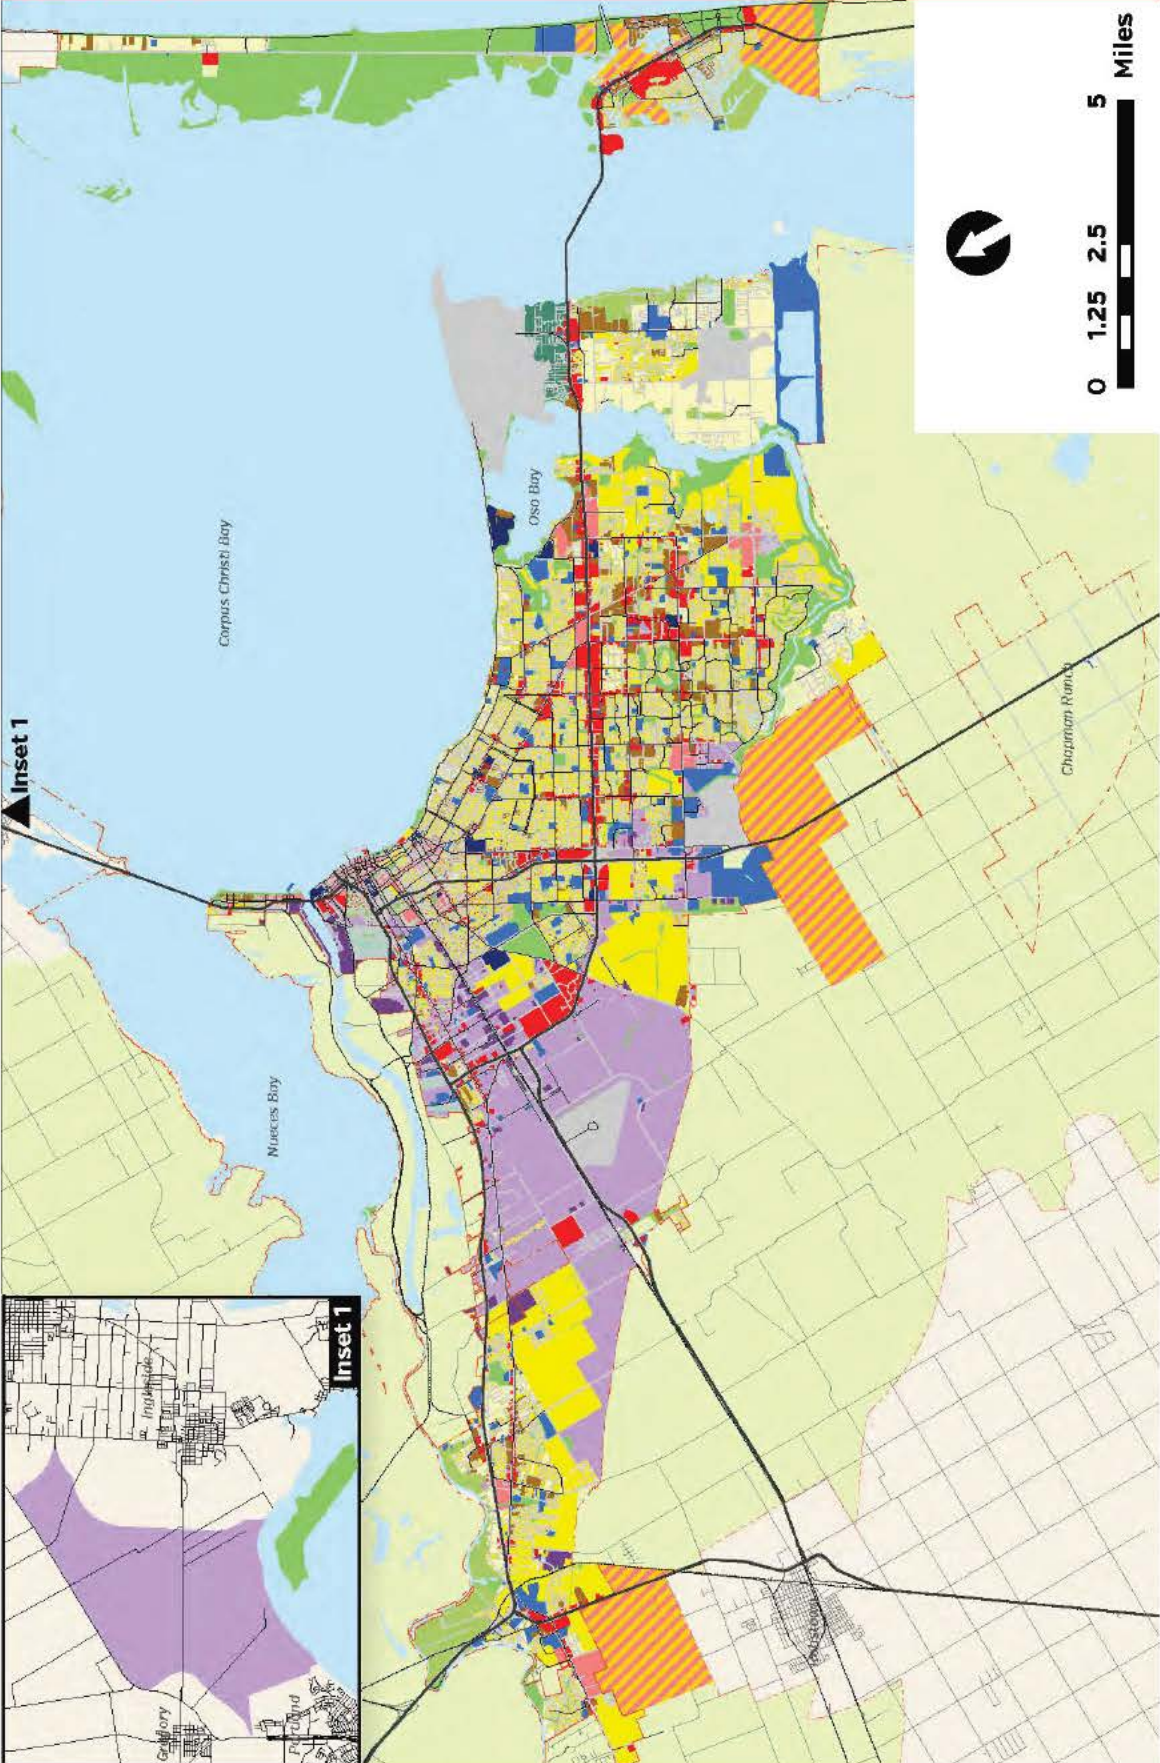 Inset 1
Corpus Christi Bay
Oso Bay
Nueces Bay
Chapman Ranch
Ingleside
Gregory
Portland
Inset 1
0 1.25 2.5 5
Miles